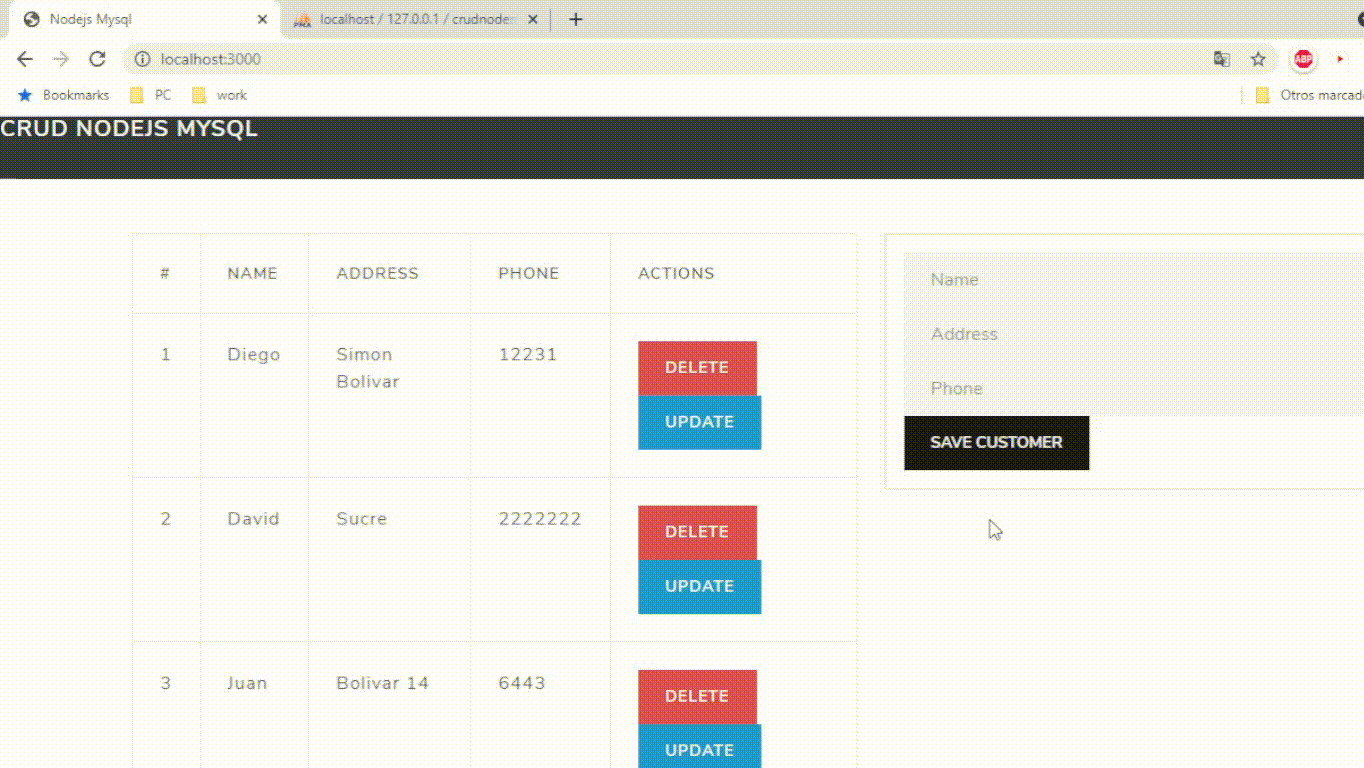 Nodejs Mysql
localhost / 127.0.0.1 / crudnode
localhost:3000
ABP
Bookmarks PC work Otros marcad
CRUD NODEJS MYSQL
# NAME ADDRESS PHONE ACTIONS
1 Diego Simon Bolivar 12231 DELETE
UPDATE
2 David Sucre 2222222 DELETE
UPDATE
3 Juan Bolivar 14 6443 DELETE
UPDATE
Name
Address
Phone
SAVE CUSTOMER